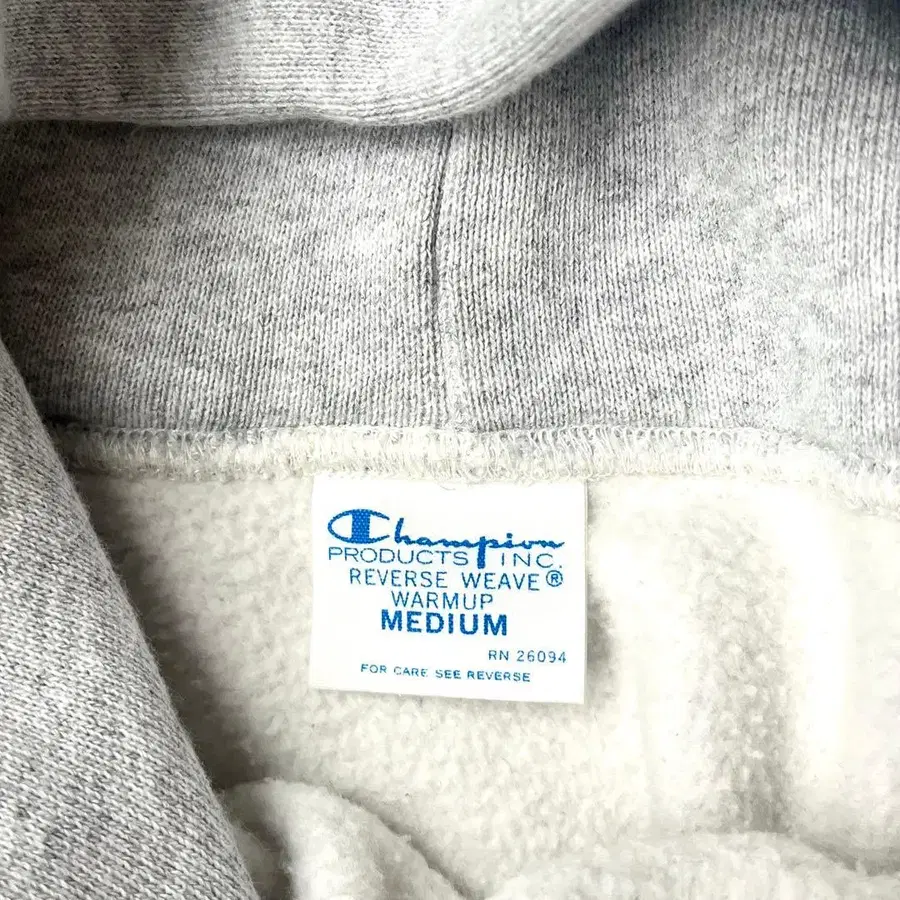 Champion
PRODUCTS INC.
REVERSE WEAVE®
WARMUP
MEDIUM
RN 26094
FOR CARE SEE REVERSE